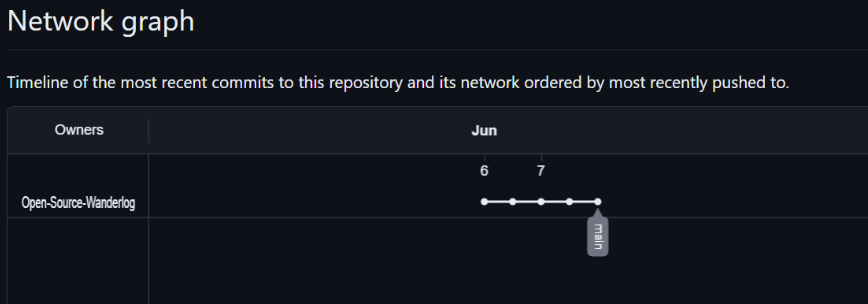 Network graph
Timeline of the most recent commits to this repository and its network ordered by most recently pushed to.
Owners
Jun
6 7
Open-Source-Wanderlog
main